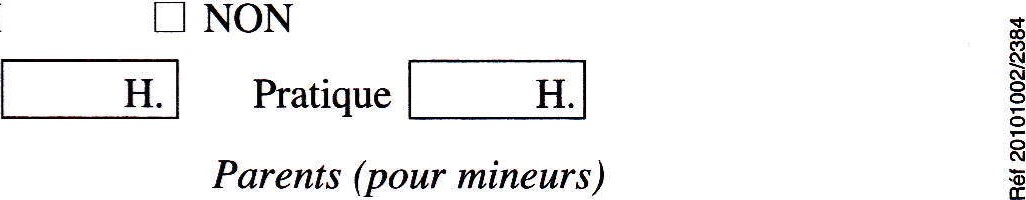 ☐ NON
H. Pratique H.
Parents (pour mineurs)
Réf 20101002/2384